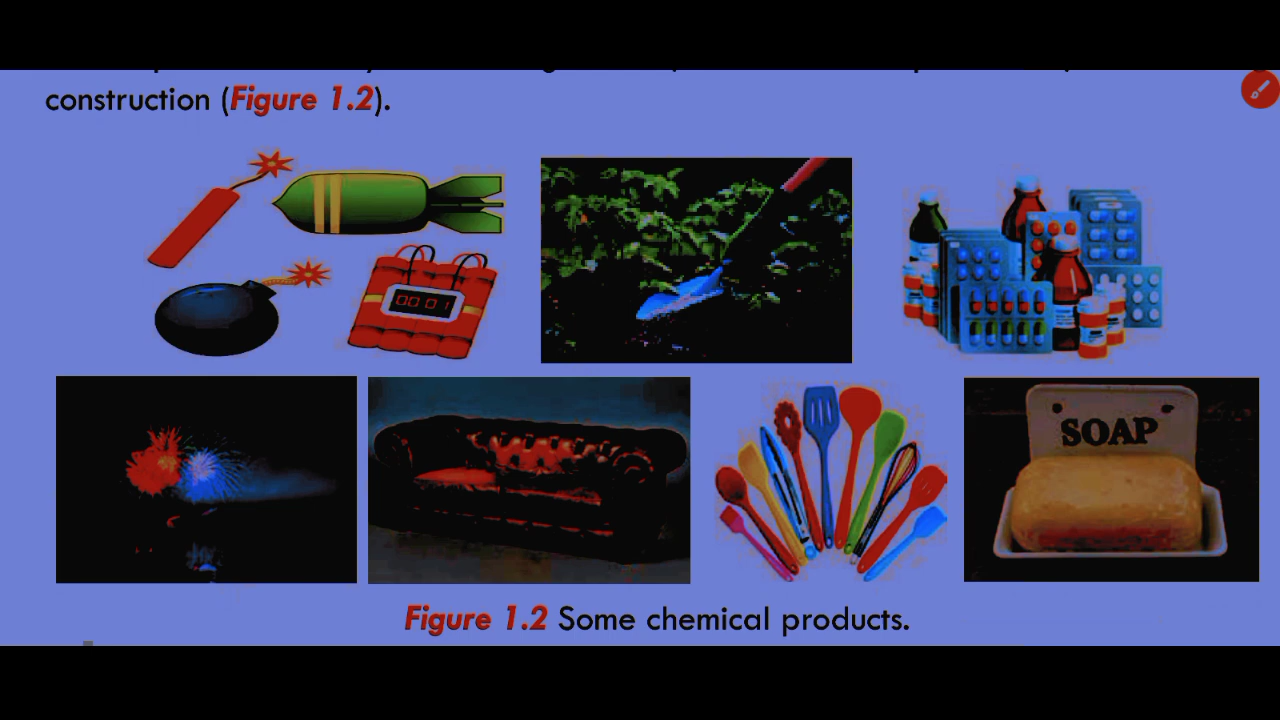 construction (Figure 1.2).
00 01
SOAP
Figure 1.2 Some chemical products.